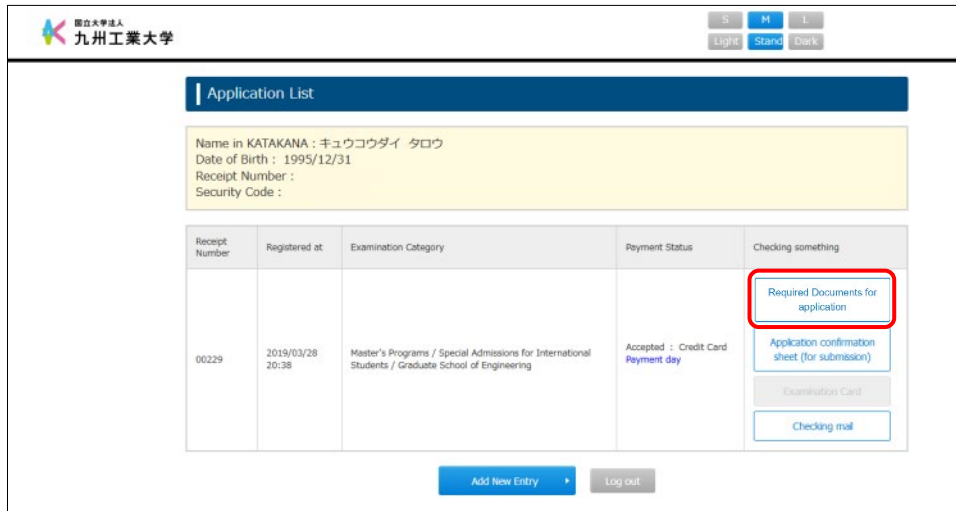 国立大学法人
九州工業大学
S M L
Light Stand Dark
Application List
Name in KATAKANA : キュウコウダイ タロウ
Date of Birth : 1995/12/31
Receipt Number :
Security Code :
Receipt Number
Registered at
Examination Category
Payment Status
Checking something
00229
2019/03/28
20:38
Master's Programs / Special Admissions for International
Students / Graduate School of Engineering
Accepted : Credit Card
Payment day
Required Documents for
application
Application confirmation
sheet (for submission)
Examination Card
Checking mail
Add New Entry
Log out